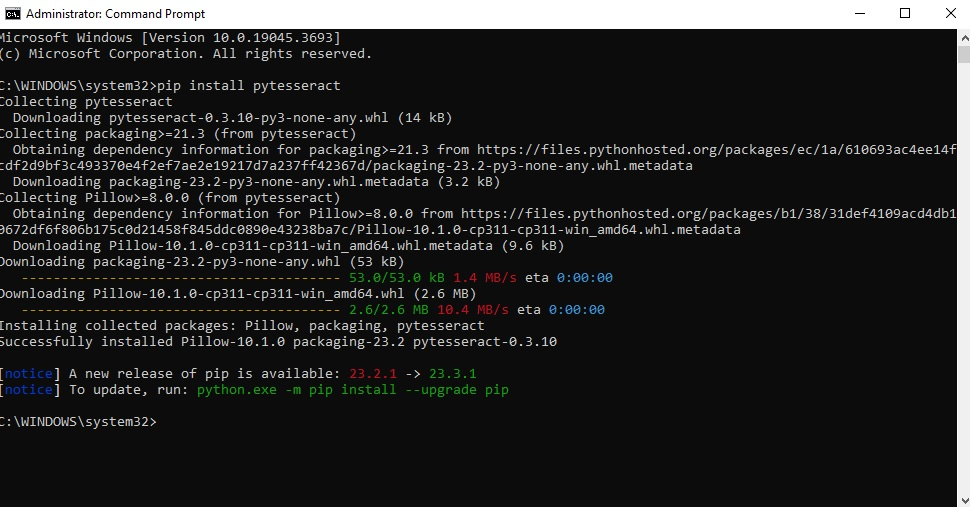 Administrator: Command Prompt
Microsoft Windows [Version 10.0.19045.3693]
(c) Microsoft Corporation. All rights reserved.
C:\WINDOWS\system32>pip install pytesseract
Collecting pytesseract
  Downloading pytesseract-0.3.10-py3-none-any.whl (14 kB)
Collecting packaging>=21.3 (from pytesseract)
  Obtaining dependency information for packaging>=21.3 from https://files.pythonhosted.org/packages/ec/1a/610693ac4ee14f
cdf2d9bf3c493370e4f2ef7ae2e19217d7a237ff42367d/packaging-23.2-py3-none-any.whl.metadata
  Downloading packaging-23.2-py3-none-any.whl.metadata (3.2 kB)
Collecting Pillow>=8.0.0 (from pytesseract)
  Obtaining dependency information for Pillow>=8.0.0 from https://files.pythonhosted.org/packages/b1/38/31def4109acd4db1
0672df6f806b175c0d21458f845ddc0890e43238ba7c/Pillow-10.1.0-cp311-cp311-win_amd64.whl.metadata
  Downloading Pillow-10.1.0-cp311-cp311-win_amd64.whl.metadata (9.6 kB)
Downloading packaging-23.2-py3-none-any.whl (53 kB)
   ---------------------------------------- 53.0/53.0 kB 1.4 MB/s eta 0:00:00
Downloading Pillow-10.1.0-cp311-cp311-win_amd64.whl (2.6 MB)
   ---------------------------------------- 2.6/2.6 MB 10.4 MB/s eta 0:00:00
Installing collected packages: Pillow, packaging, pytesseract
Successfully installed Pillow-10.1.0 packaging-23.2 pytesseract-0.3.10
[notice] A new release of pip is available: 23.2.1 -> 23.3.1
[notice] To update, run: python.exe -m pip install --upgrade pip
C:\WINDOWS\system32>